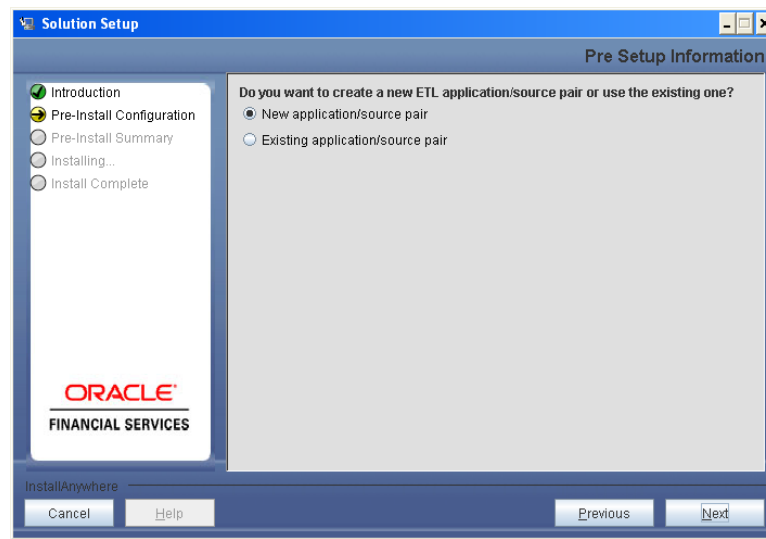 Solution Setup
Pre Setup Information
Introduction
Pre-Install Configuration
Pre-Install Summary
Installing...
Install Complete
Do you want to create a new ETL application/source pair or use the existing one?
New application/source pair
Existing application/source pair
ORACLE
FINANCIAL SERVICES
InstallAnywhere
Cancel
Help
Previous
Next